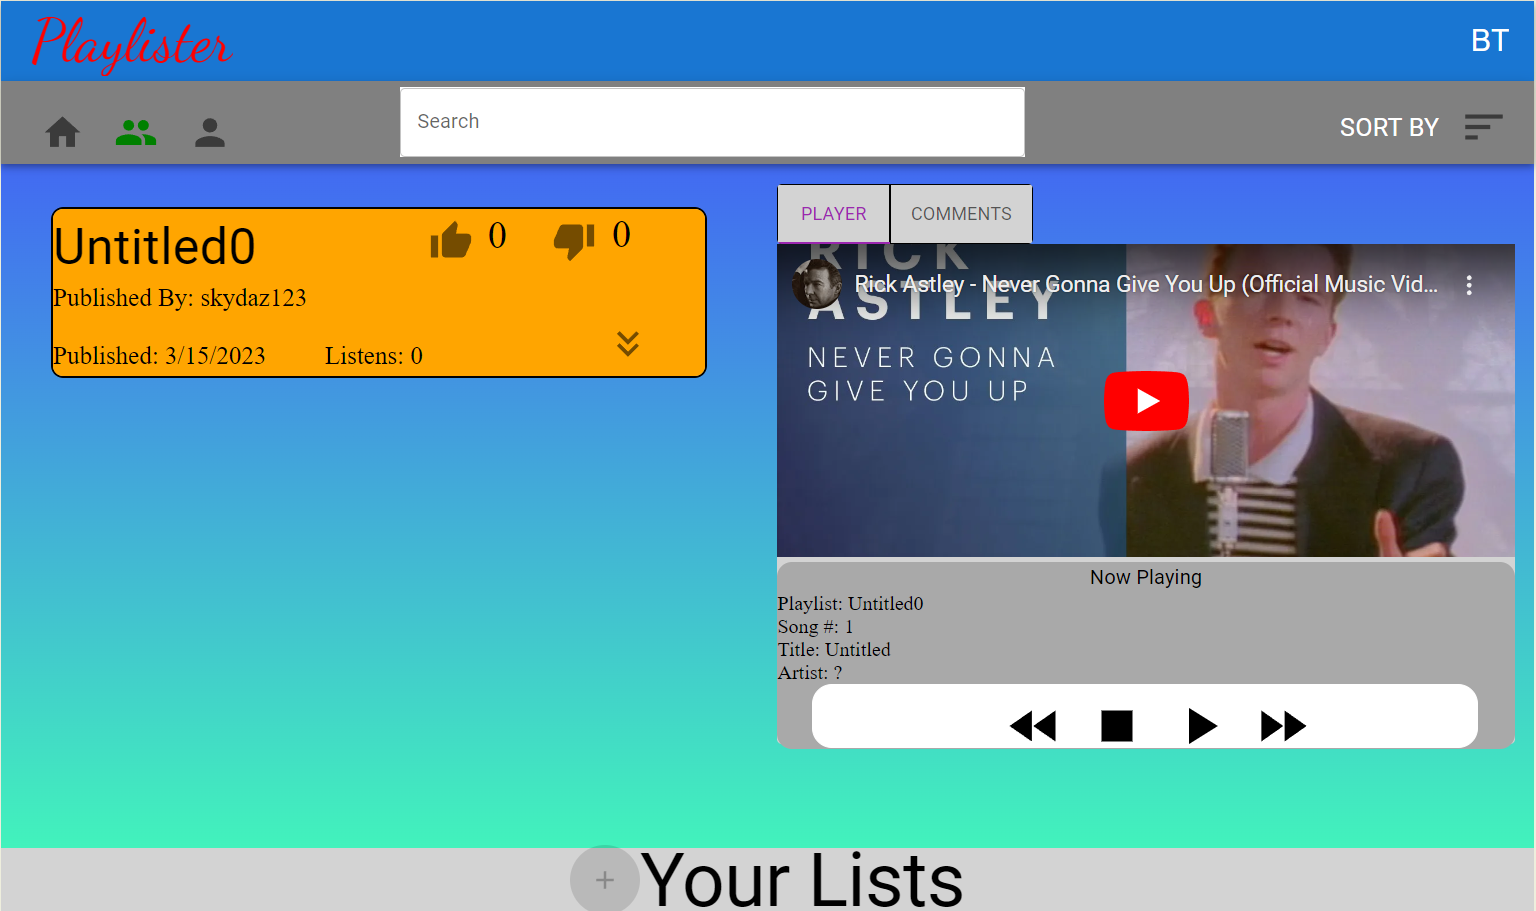 Playlister
BT
Search
SORT BY
Untitled0
0
0
Published By: skydaz123
Published: 3/15/2023
Listens: 0
PLAYER
COMMENTS
RICK
Rick Astley - Never Gonna Give You Up (Official Music Vid...
ASTLEY
NEVER GONNA
GIVE YOU UP
Now Playing
Playlist: Untitled0
Song #: 1
Title: Untitled
Artist: ?
+
Your Lists